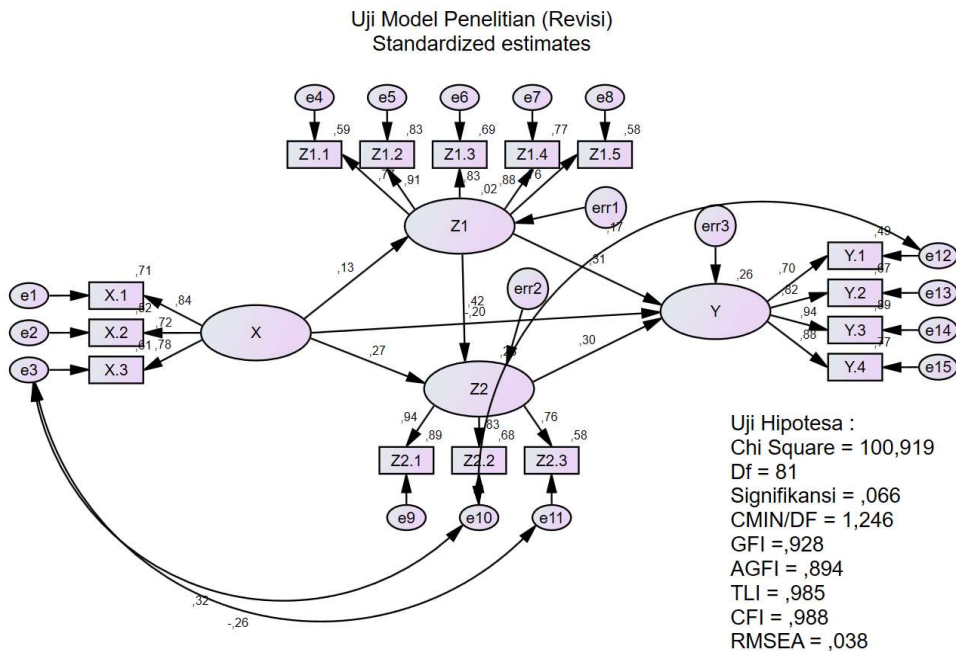 Uji Model Penelitian (Revisi)
Standardized estimates
e4 e5 e6 e7 e8
,59 ,83 ,69 ,77 ,58
Z1.1 Z1.2 Z1.3 Z1.4 Z1.5
,91 ,83 ,88 ,76
,02
Z1
err1
,17
err3
,13
,31
,49
Y.1 e12
,26
,70
,67
Y.2 e13
,82
,89
Y.3 e14
,94
,77
Y.4 e15
,88
Y
,71
e1 X.1
,84
,52
e2 X.2
,72
,61
e3 X.3
,78
X
,42
-,20
err2
,27
,30
Z2
,94 ,83 ,76
,89 ,68 ,58
Z2.1 Z2.2 Z2.3
e9 e10 e11
,32
-,26
Uji Hipotesa :
Chi Square = 100,919
Df = 81
Signifikansi = ,066
CMIN/DF = 1,246
GFI =,928
AGFI = ,894
TLI = ,985
CFI = ,988
RMSEA = ,038